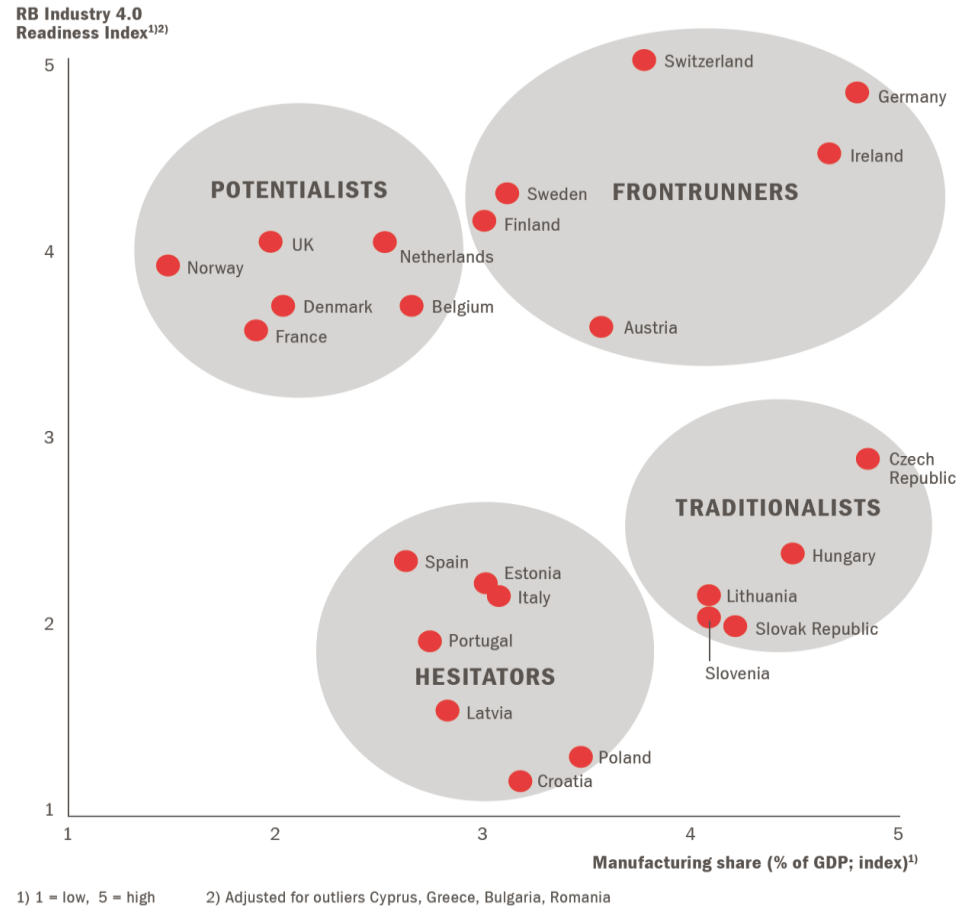 RB Industry 4.0
Readiness Index1)2)
5
Switzerland
Germany
Ireland
POTENTIALISTS
FRONTRUNNERS
Sweden
Finland
4
UK
Netherlands
Norway
Denmark
Belgium
France
Austria
3
Czech
Republic
TRADITIONALISTS
Hungary
Spain
Estonia
Italy
Lithuania
2
Slovak Republic
Portugal
Slovenia
HESITATORS
Latvia
Poland
Croatia
1
1 2 3 4 5
Manufacturing share (% of GDP; index)1)
1) 1 = low, 5 = high 2) Adjusted for outliers Cyprus, Greece, Bulgaria, Romania